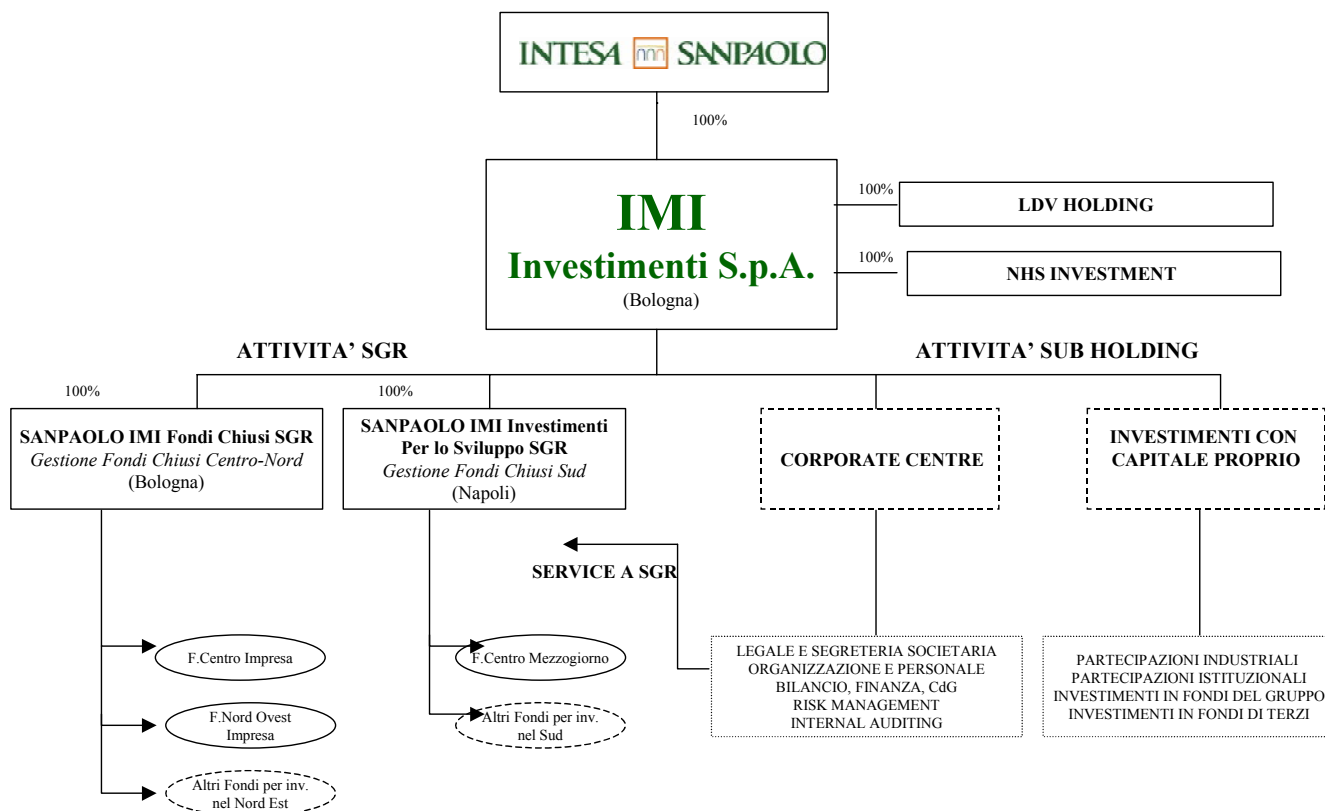 INTESA SANPAOLO
100%
IMI
Investimenti S.p.A.
(Bologna)
100%
LDV HOLDING
100%
NHS INVESTMENT
ATTIVITA’ SGR
ATTIVITA’ SUB HOLDING
100%
SANPAOLO IMI Fondi Chiusi SGR
Gestione Fondi Chiusi Centro-Nord
(Bologna)
100%
SANPAOLO IMI Investimenti
Per lo Sviluppo SGR
Gestione Fondi Chiusi Sud
(Napoli)
CORPORATE CENTRE
INVESTIMENTI CON
CAPITALE PROPRIO
SERVICE A SGR
F.Centro Impresa
F.Nord Ovest
Impresa
Altri Fondi per inv.
nel Nord Est
F.Centro Mezzogiorno
Altri Fondi per inv.
nel Sud
LEGALE E SEGRETERIA SOCIETARIA
ORGANIZZAZIONE E PERSONALE
BILANCIO, FINANZA, CdG
RISK MANAGEMENT
INTERNAL AUDITING
PARTECIPAZIONI INDUSTRIALI
PARTECIPAZIONI ISTITUZIONALI
INVESTIMENTI IN FONDI DEL GRUPPO
INVESTIMENTI IN FONDI DI TERZI